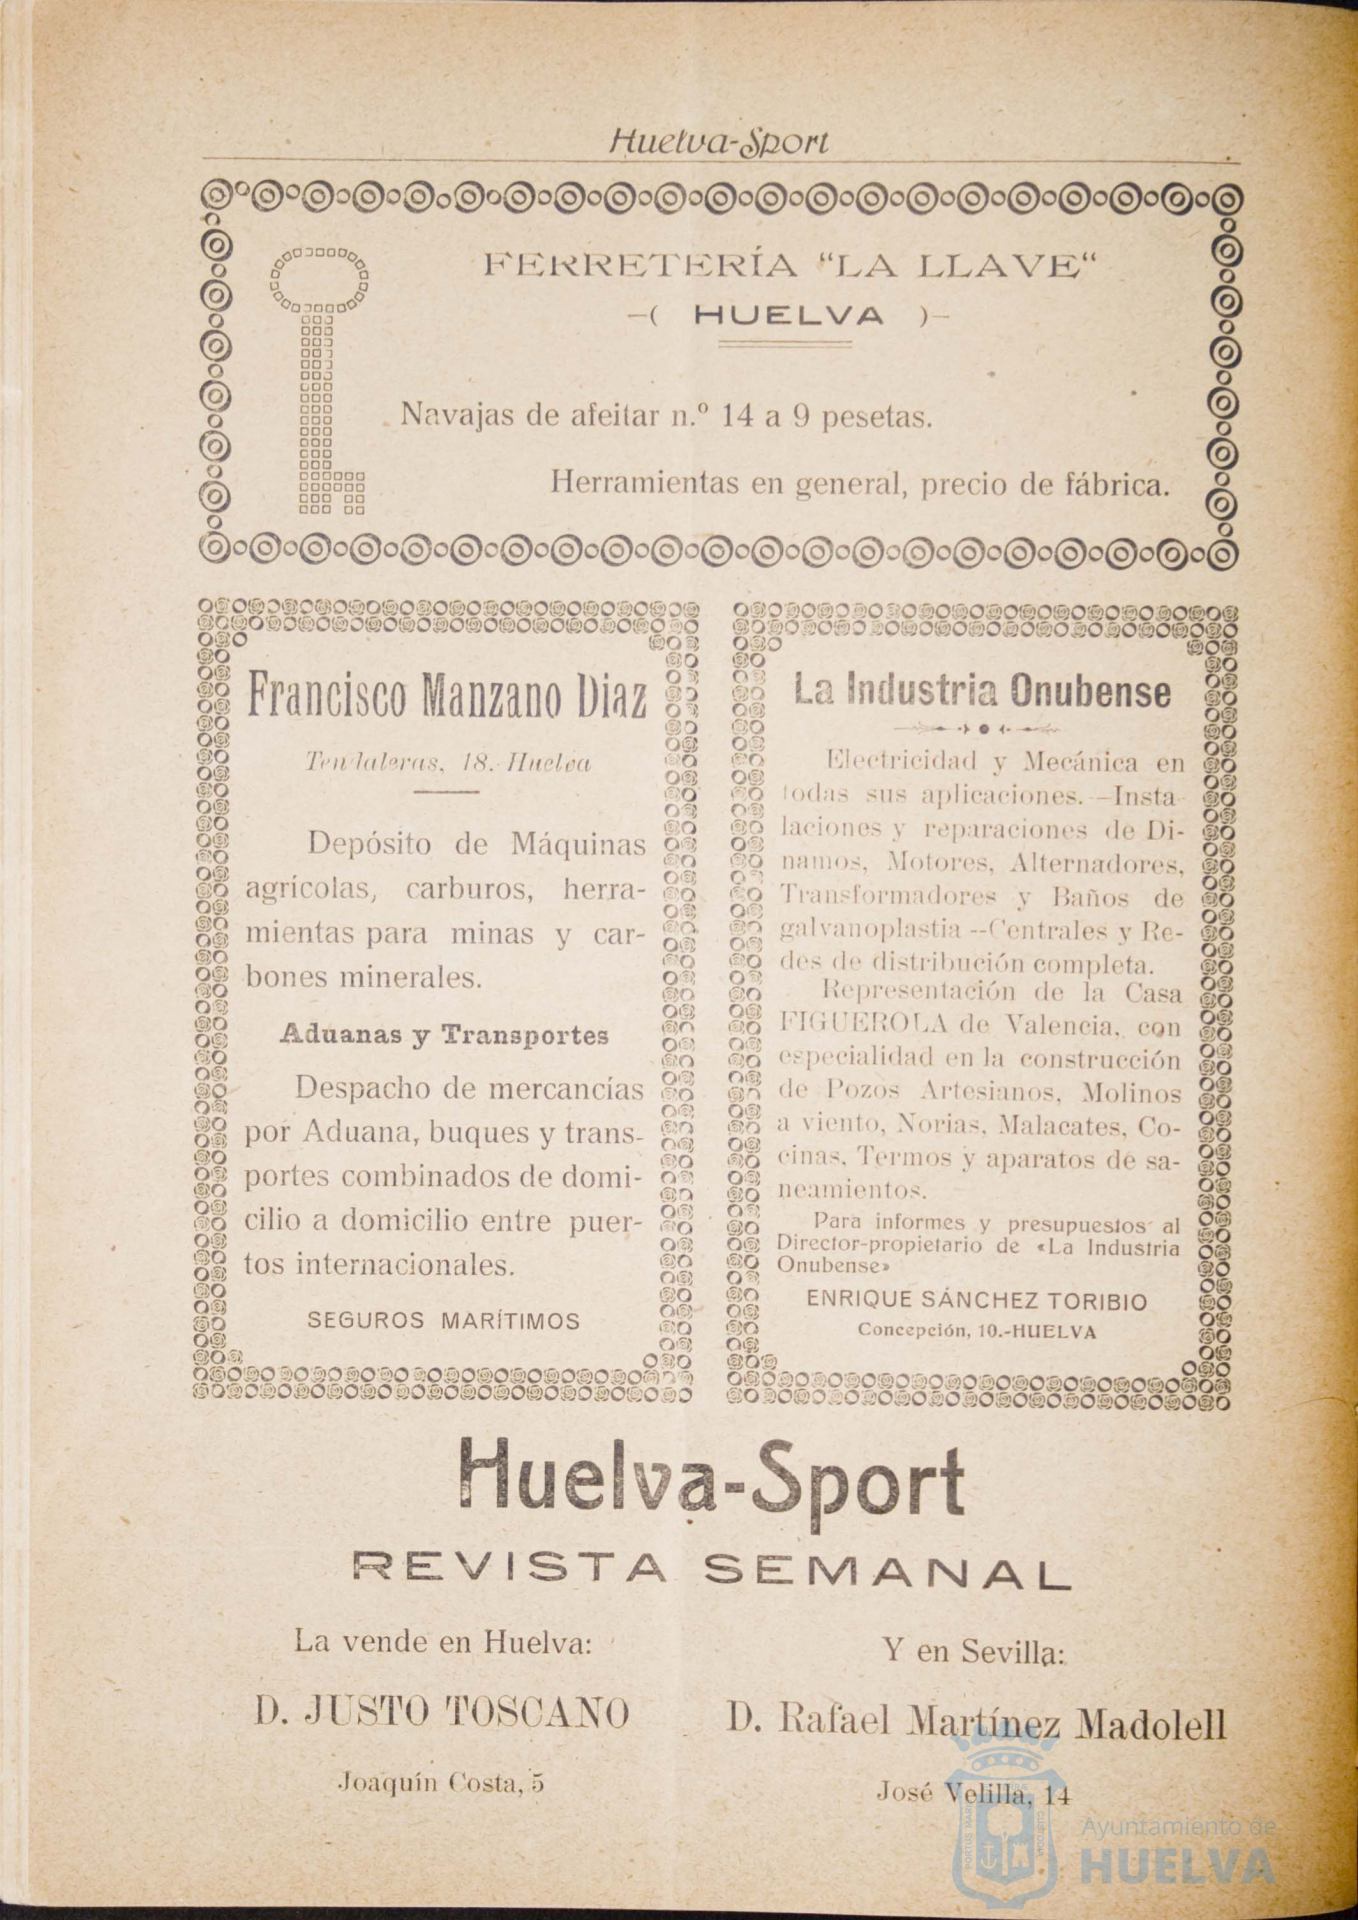 Huelva-Sport
FERRETERÍA "LA LLAVE"
-( HUELVA )-
Navajas de afeitar n.º 14 a 9 pesetas.
Herramientas en general, precio de fábrica.
Francisco Manzano Diaz
Tendaleras, 18.-Huelva
Depósito de Máquinas
agrícolas, carburos, herra-
mientas para minas y car-
bones minerales.
Aduanas y Transportes
Despacho de mercancías
por Aduana, buques y trans-
portes combinados de domi-
cilio a domicilio entre puer-
tos internacionales.
SEGUROS MARÍTIMOS
La Industria Onubense
Electricidad y Mecánica en
todas sus aplicaciones.—Insta-
laciones y reparaciones de Di-
namos, Motores, Alternadores,
Transformadores y Baños de
galvanoplastia--Centrales y Re-
des de distribución completa.
Representación de la Casa
FIGUEROLA de Valencia, con
especialidad en la construcción
de Pozos Artesianos, Molinos
a viento, Norias, Malacates, Co-
cinas, Termos y aparatos de sa-
neamientos.
Para informes y presupuestos al
Director-propietario de «La Industria
Onubense»
ENRIQUE SÁNCHEZ TORIBIO
Concepción, 10.-HUELVA
Huelva-Sport
REVISTA SEMANAL
La vende en Huelva:
D. JUSTO TOSCANO
Joaquín Costa, 5
Y en Sevilla:
D. Rafael Martínez Madolell
José Velilla, 14
Ayuntamiento de
HUELVA